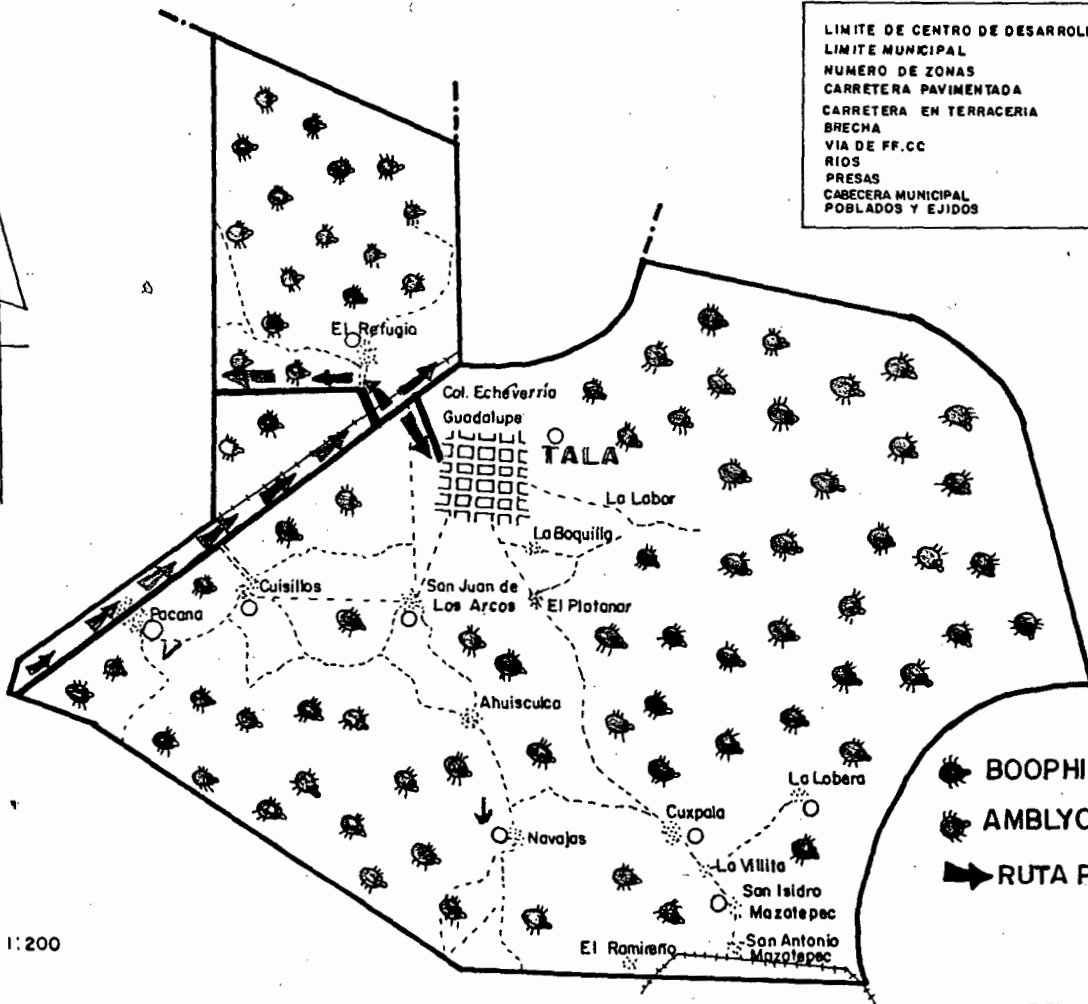 LIMITE DE CENTRO DE DESARROLL
LIMITE MUNICIPAL
NUMERO DE ZONAS
CARRETERA PAVIMENTADA
CARRETERA EN TERRACERIA
BRECHA
VIA DE FF.CC
RIOS
PRESAS
CABECERA MUNICIPAL
POBLADOS Y EJIDOS
El Refugio
Col. Echeverría
Guadalupe
TALA
La Labor
La Boquilla
Cuisillos
San Juan de
Los Arcos
El Platanar
Pacana
Ahuisculca
La Lobera
BOOPHI
Cuxpala
AMBLYO
Navajas
La Villita
RUTA P
San Isidro
Mazatepec
1:200
El Ramireño
San Antonio
Mazatepec